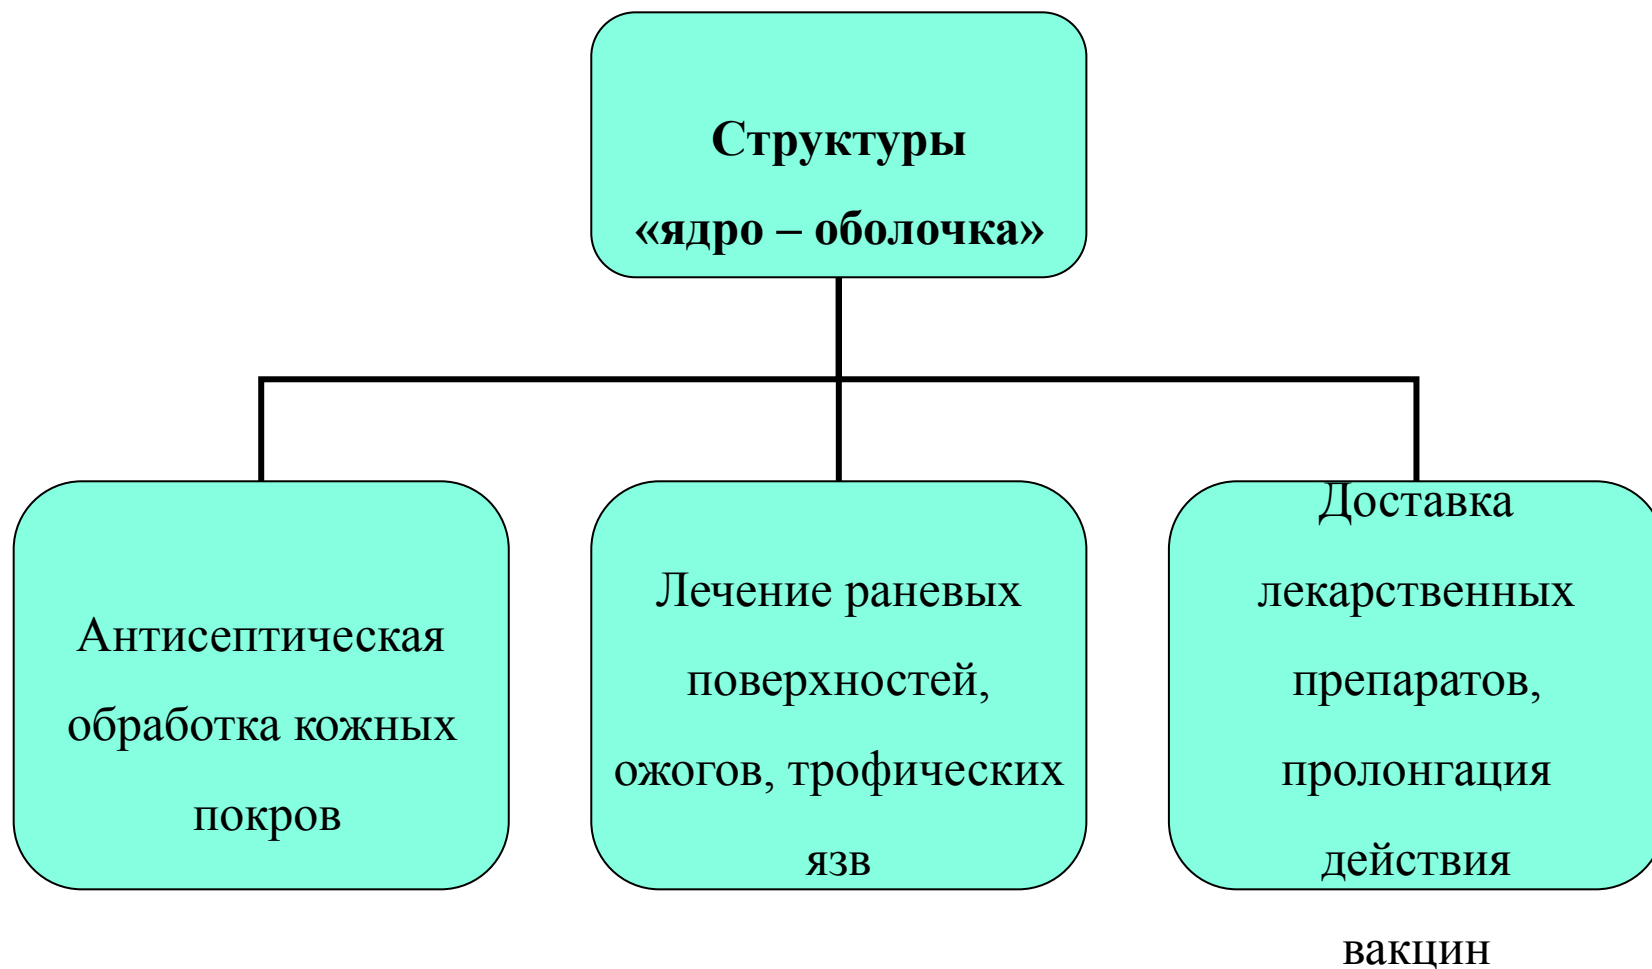 Структуры
«ядро – оболочка»
Антисептическая
обработка кожных
покров
Лечение раневых
поверхностей,
ожогов, трофических
язв
Доставка
лекарственных
препаратов,
пролонгация
действия
вакцин